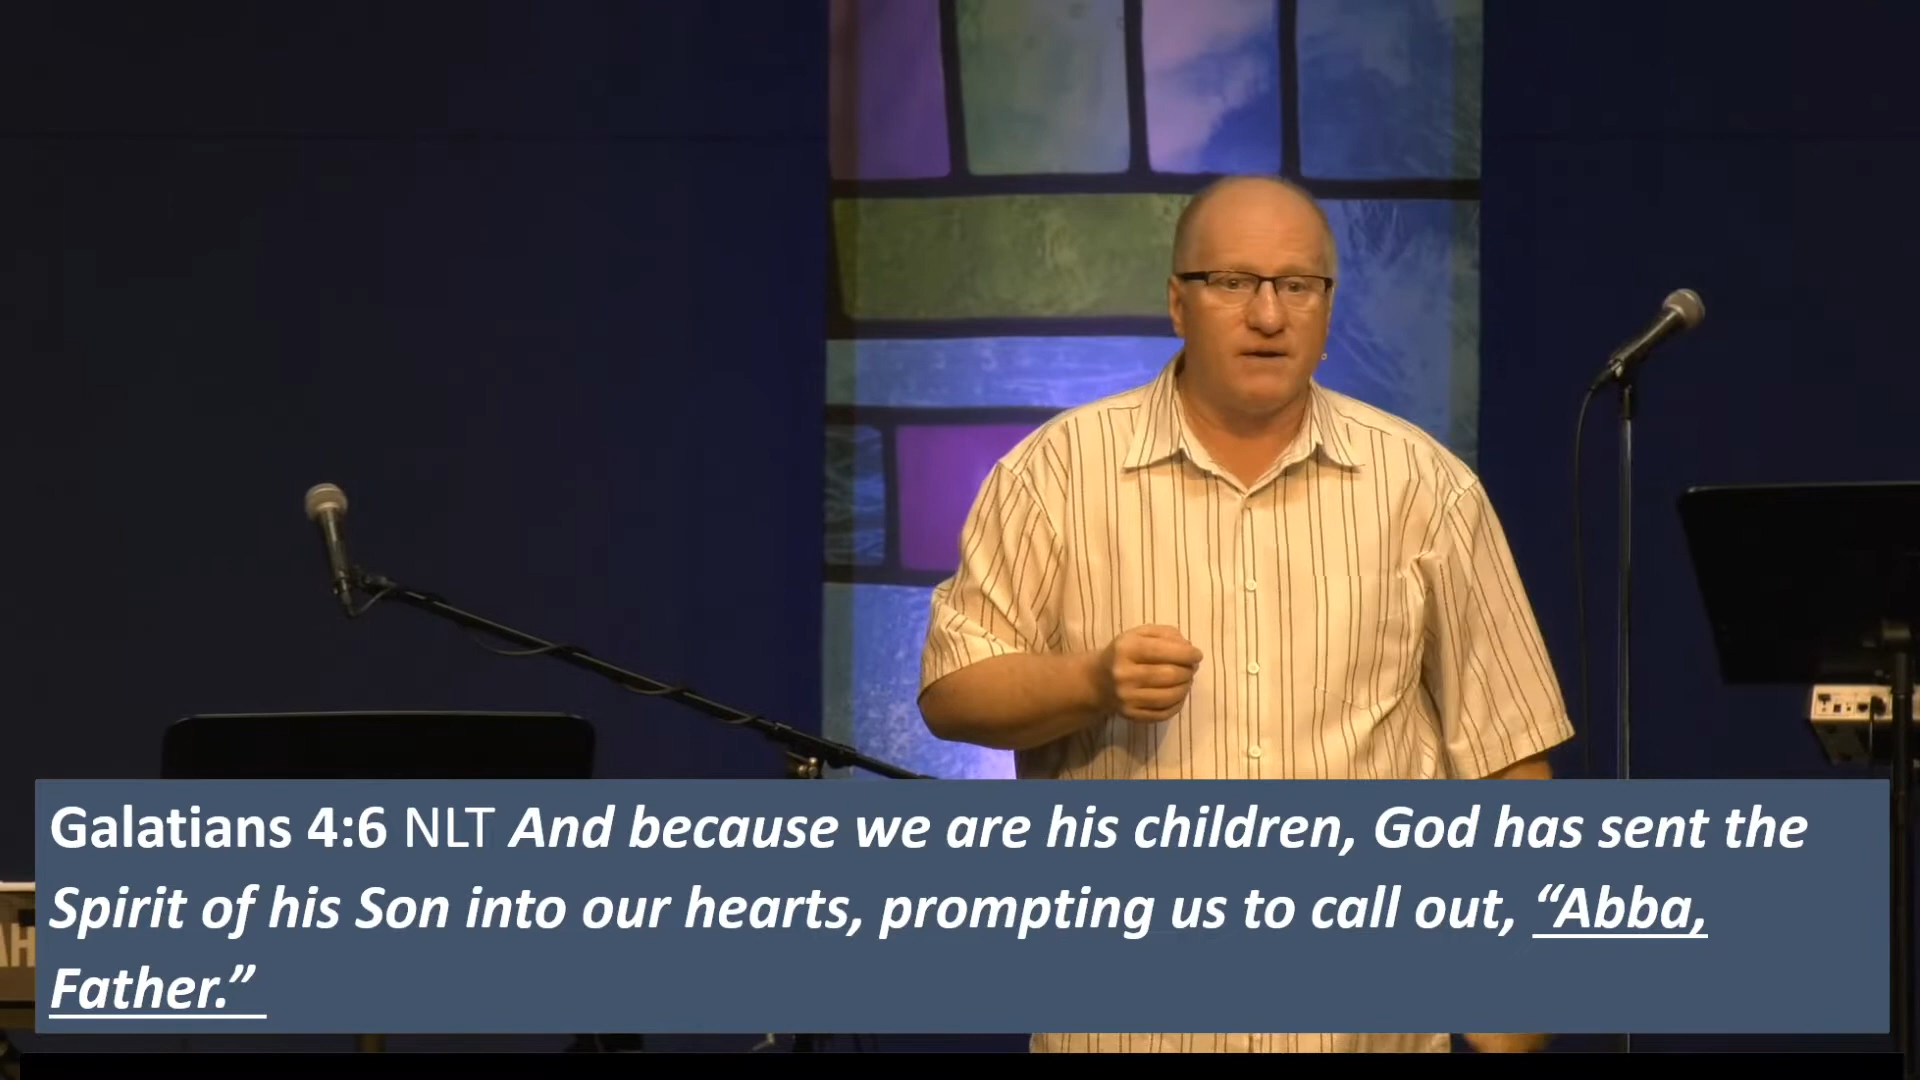 Galatians 4:6 NLT And because we are his children, God has sent the
Spirit of his Son into our hearts, prompting us to call out, “Abba,
Father.”
AH